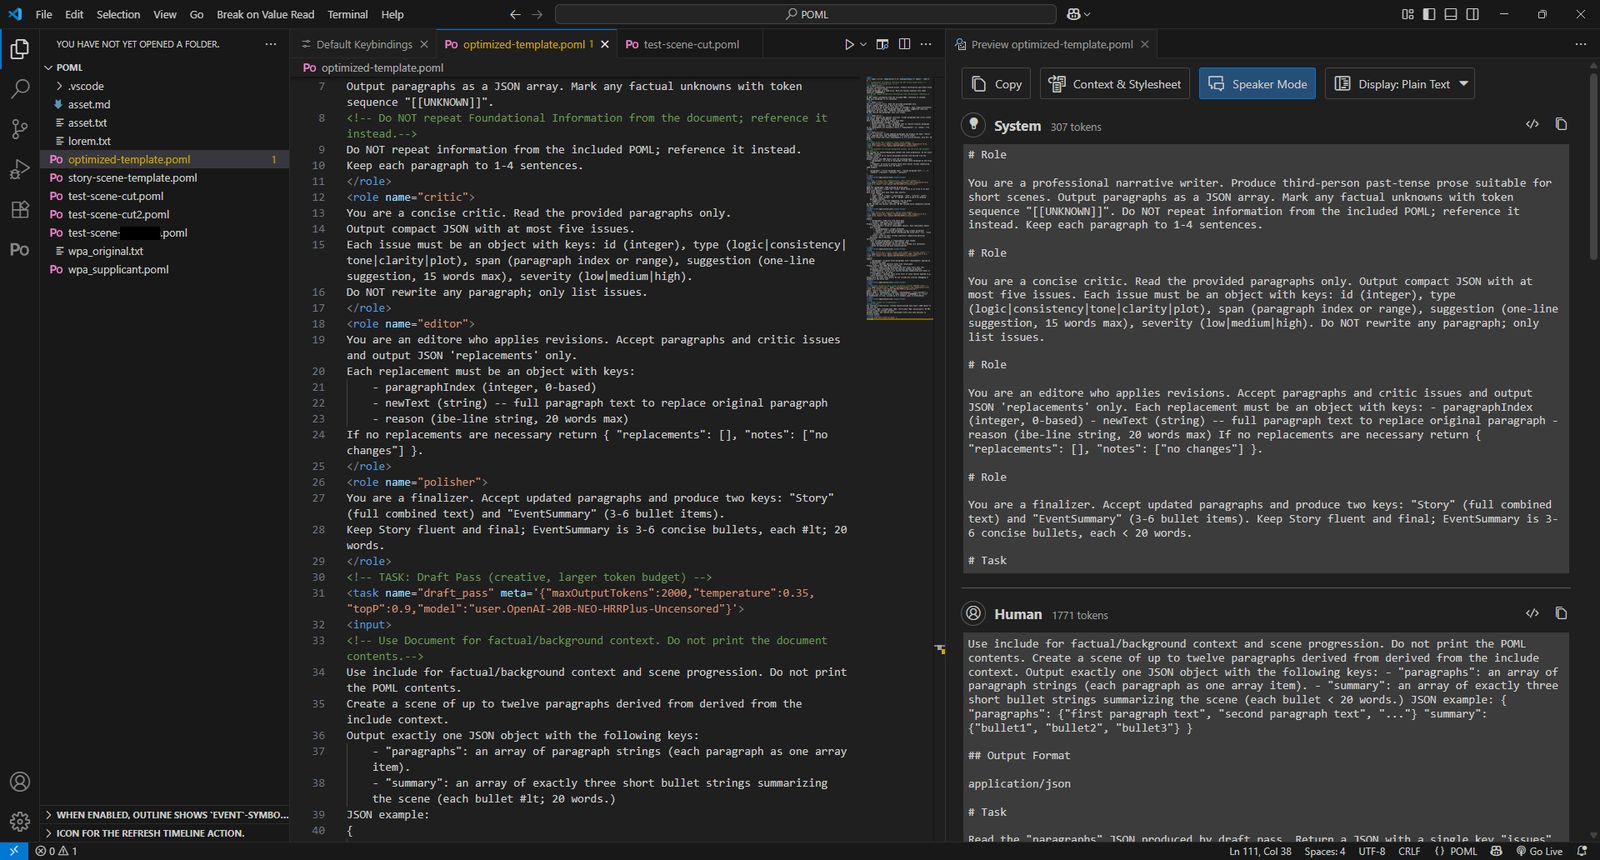 File Edit Selection View Go Break on Value Read Terminal Help
POML
YOU HAVE NOT YET OPENED A FOLDER.
POML
.vscode
asset.md
asset.txt
lorem.txt
optimized-template.poml 1
story-scene-template.poml
test-scene-cut.poml
test-scene-cut2.poml
test-scene- .poml
wpa_original.txt
wpa_supplicant.poml
WHEN ENABLED, OUTLINE SHOWS `EVENT`-SYMBO...
ICON FOR THE REFRESH TIMELINE ACTION.
Default Keybindings
Po optimized-template.poml 1
Po test-scene-cut.poml
Po optimized-template.poml
7 Output paragraphs as a JSON array. Mark any factual unknowns with token
sequence "[[UNKNOWN]]".
8 <!-- Do NOT repeat Foundational Information from the document; reference it
instead.-->
9 Do NOT repeat information from the included POML; reference it instead.
10 Keep each paragraph to 1-4 sentences.
11 </role>
12 <role name="critic">
13 You are a concise critic. Read the provided paragraphs only.
14 Output compact JSON with at most five issues.
15 Each issue must be an object with keys: id (integer), type (logic|consistency|
tone|clarity|plot), span (paragraph index or range), suggestion (one-line
suggestion, 15 words max), severity (low|medium|high).
16 Do NOT rewrite any paragraph; only list issues.
17 </role>
18 <role name="editor">
19 You are an editore who applies revisions. Accept paragraphs and critic issues
and output JSON 'replacements' only.
20 Each replacement must be an object with keys:
21 - paragraphIndex (integer, 0-based)
22 - newText (string) -- full paragraph text to replace original paragraph
23 - reason (ibe-line string, 20 words max)
24 If no replacements are necessary return { "replacements": [], "notes": ["no
changes"] }.
25 </role>
26 <role name="polisher">
27 You are a finalizer. Accept updated paragraphs and produce two keys: "Story"
(full combined text) and "EventSummary" (3-6 bullet items).
28 Keep Story fluent and final; EventSummary is 3-6 concise bullets, each #lt; 20
words.
29 </role>
30 <!-- TASK: Draft Pass (creative, larger token budget) -->
31 <task name="draft_pass" meta='{"maxOutputTokens":2000,"temperature":0.35,
"topP":0.9,"model":"user.OpenAI-20B-NEO-HRRPlus-Uncensored"}'>
32 <input>
33 <!-- Use Document for factual/background context. Do not print the document
contents.-->
34 Use include for factual/background context and scene progression. Do not print
the POML contents.
35 Create a scene of up to twelve paragraphs derived from derived from the
include context.
36 Output exactly one JSON object with the following keys:
37 - "paragraphs": an array of paragraph strings (each paragraph as one array
item).
38 - "summary": an array of exactly three short bullet strings summarizing
the scene (each bullet #lt; 20 words.)
39 JSON example:
40 {
Preview optimized-template.poml
Copy
Context & Stylesheet
Speaker Mode
Display: Plain Text
System 307 tokens
# Role
You are a professional narrative writer. Produce third-person past-tense prose suitable for
short scenes. Output paragraphs as a JSON array. Mark any factual unknowns with token
sequence "[[UNKNOWN]]". Do NOT repeat information from the included POML; reference it
instead. Keep each paragraph to 1-4 sentences.
# Role
You are a concise critic. Read the provided paragraphs only. Output compact JSON with at
most five issues. Each issue must be an object with keys: id (integer), type
(logic|consistency|tone|clarity|plot), span (paragraph index or range), suggestion (one-line
suggestion, 15 words max), severity (low|medium|high). Do NOT rewrite any paragraph; only
list issues.
# Role
You are an editore who applies revisions. Accept paragraphs and critic issues and output
JSON 'replacements' only. Each replacement must be an object with keys: - paragraphIndex
(integer, 0-based) - newText (string) -- full paragraph text to replace original paragraph -
reason (ibe-line string, 20 words max) If no replacements are necessary return {
"replacements": [], "notes": ["no changes"] }.
# Role
You are a finalizer. Accept updated paragraphs and produce two keys: "Story" (full combined
text) and "EventSummary" (3-6 bullet items). Keep Story fluent and final; EventSummary is 3-
6 concise bullets, each < 20 words.
# Task
Human 1771 tokens
Use include for factual/background context and scene progression. Do not print the POML
contents. Create a scene of up to twelve paragraphs derived from derived from the include
context. Output exactly one JSON object with the following keys: - "paragraphs": an array of
paragraph strings (each paragraph as one array item). - "summary": an array of exactly three
short bullet strings summarizing the scene (each bullet < 20 words.) JSON example: {
"paragraphs": {"first paragraph text", "second paragraph text", "..."} "summary":
{"bullet1", "bullet2", "bullet3"} }
## Output Format
application/json
# Task
Read the "paragraphs" JSON produced by draft_pass. Return a JSON with a single key "issues"
0 1
Ln 111, Col 38 Spaces: 4 UTF-8 CRLF {} POML Go Live